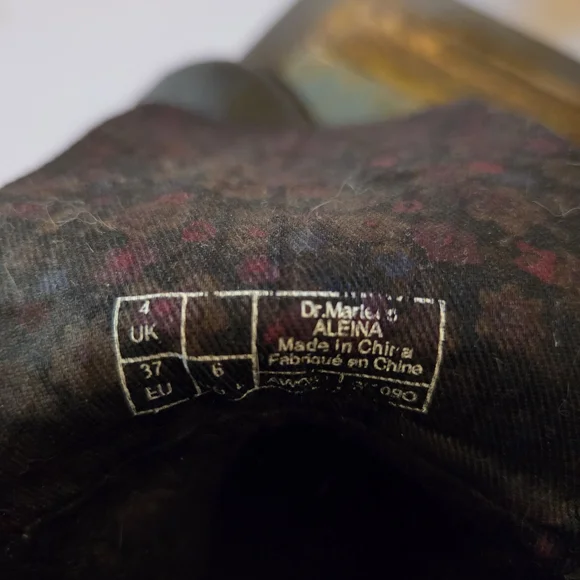 4
UK
37
EU
6
Dr.Martens
ALEINA
Made in China
Fabriqué en Chine